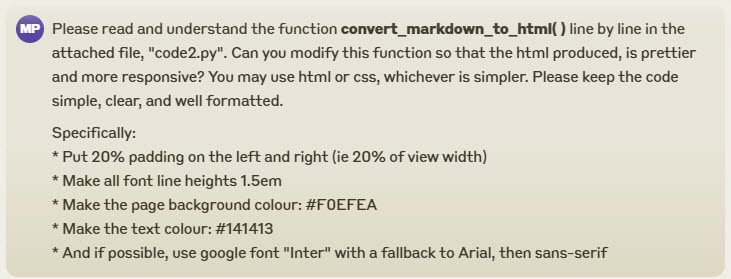 MP
Please read and understand the function convert_markdown_to_html( ) line by line in the
attached file, "code2.py". Can you modify this function so that the html produced, is prettier
and more responsive? You may use html or css, whichever is simpler. Please keep the code
simple, clear, and well formatted.
Specifically:
* Put 20% padding on the left and right (ie 20% of view width)
* Make all font line heights 1.5em
* Make the page background colour: #F0EFEA
* Make the text colour: #141413
* And if possible, use google font "Inter" with a fallback to Arial, then sans-serif